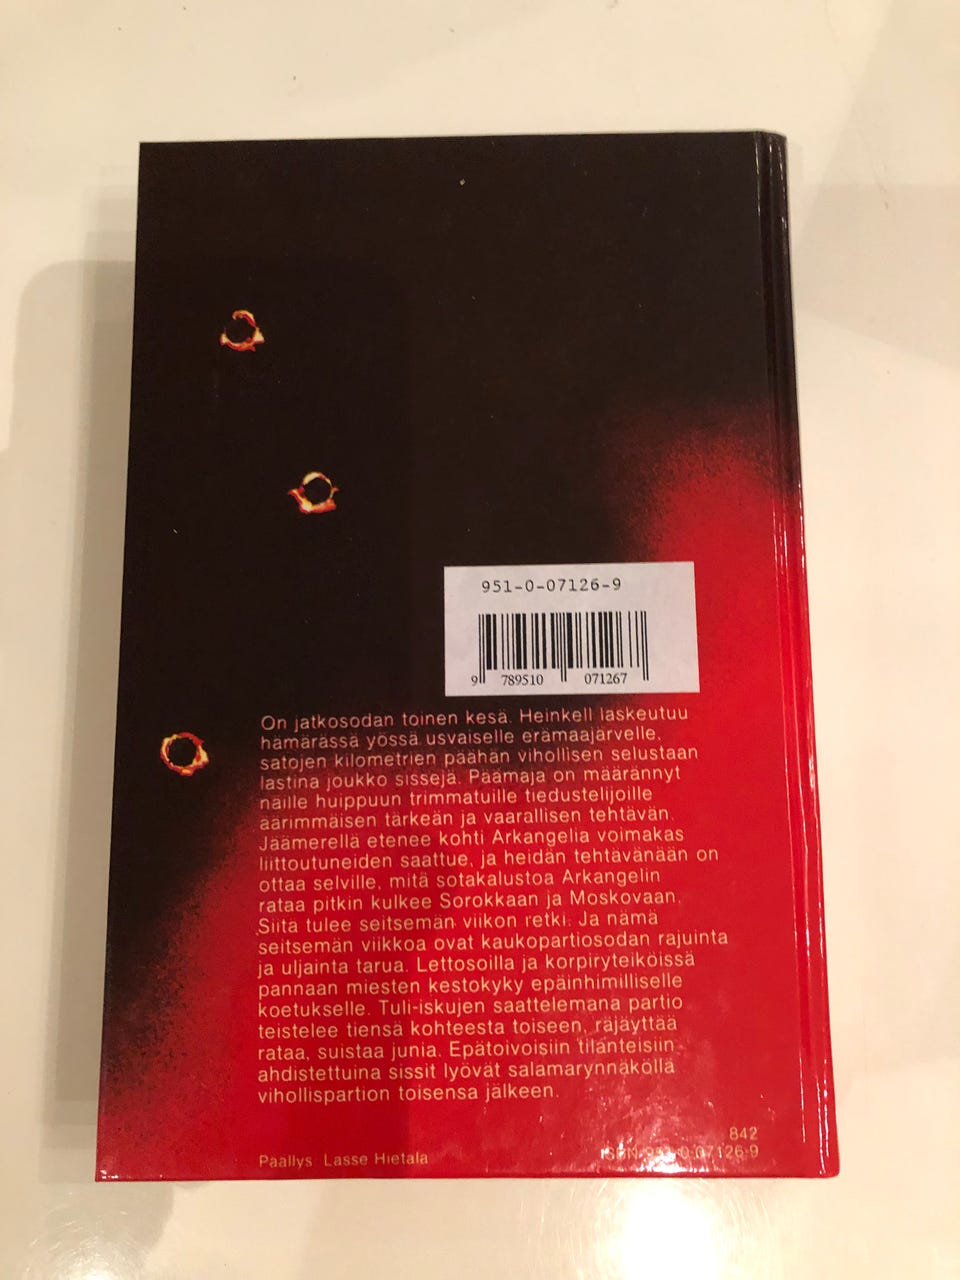 951-0-07126-9
9 789510 071267
On jatkosodan toinen kesä. Heinkell laskeutuu
hämärässä yössä usvaiselle erämaajärvelle,
satojen kilometrien päähän vihollisen selustaan
lastina joukko sissejä. Päämaja on määrännyt
näille huippuun trimmatuille tiedustelijoille
äärimmäisen tärkeän ja vaarallisen tehtävän.
Jäämerellä etenee kohti Arkangelia voimakas
liittoutuneiden saattue, ja heidän tehtävänään on
ottaa selville, mitä sotakalustoa Arkangelin
rataa pitkin kulkee Sorokkaan ja Moskovaan.
Siitä tulee seitsemän viikon retki. Ja nämä
seitsemän viikkoa ovat kaukopartiosodan rajuinta
ja uljainta tarua. Lettosoilla ja korpiryteiköissä
pannaan miesten kestokyky epäinhimilliselle
koetukselle. Tuli-iskujen saattelemana partio
teistelee tiensä kohteesta toiseen, räjäyttää
rataa, suistaa junia. Epätoivoisiin tilanteisiin
ahdistettuina sissit lyövät salamarynnäköllä
vihollispartion toisensa jälkeen.
842
Päällys Lasse Hietala
ISBN 951-0-07126-9